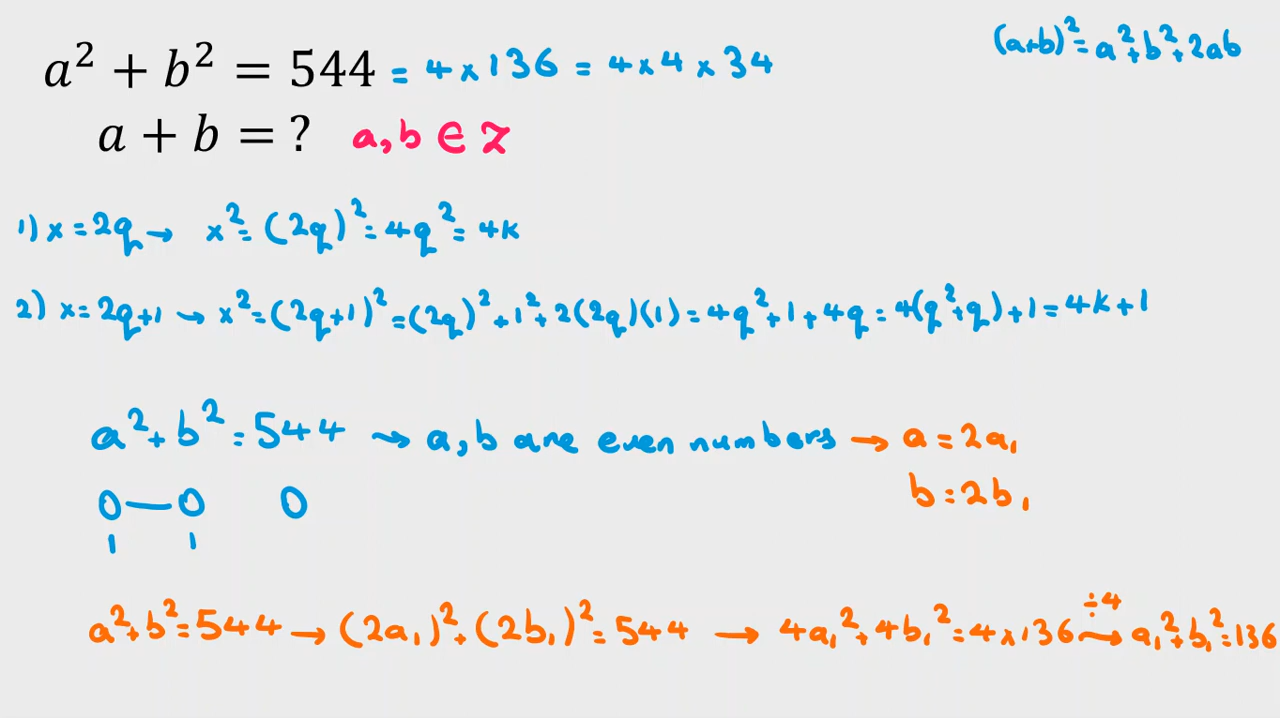 a² + b² = 544 = 4 × 136 = 4 × 4 × 34
(a+b)² = a² + b² + 2ab
a + b = ? a, b ∈ Z
1) x = 2q → x² = (2q)² = 4q² = 4k
2) x = 2q+1 → x² = (2q+1)² = (2q)² + 1² + 2(2q)(1) = 4q² + 1 + 4q = 4(q²+q) + 1 = 4k + 1
a² + b² = 544 → a, b are even numbers → a = 2a₁
b = 2b₁
0 — 0 0
1 1
a² + b² = 544 → (2a₁)² + (2b₁)² = 544 → 4a₁² + 4b₁² = 4×136 ÷4→ a₁² + b₁² = 136